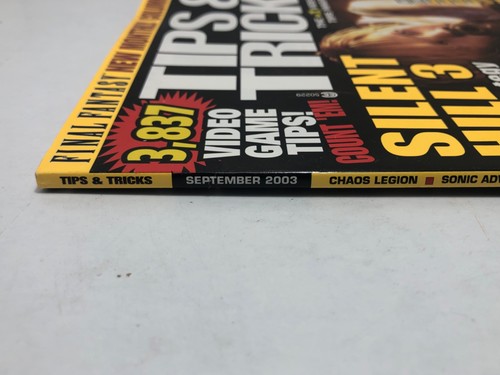 FINAL FANTASY
TIPS &
TRICK
3,837
VIDEO
GAME
TIPS!
COUNT 'EM!
SILENT
HILL 3
TIPS & TRICKS SEPTEMBER 2003 CHAOS LEGION ■ SONIC ADV